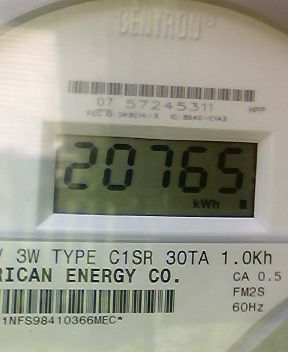 CENTRON®
07 57245311
HPP
20765
kWh
V 3W TYPE C1SR 30TA 1.0Kh
RICAN ENERGY CO.
CA 0.5
FM2S
60Hz
1NFS98410366MEC*